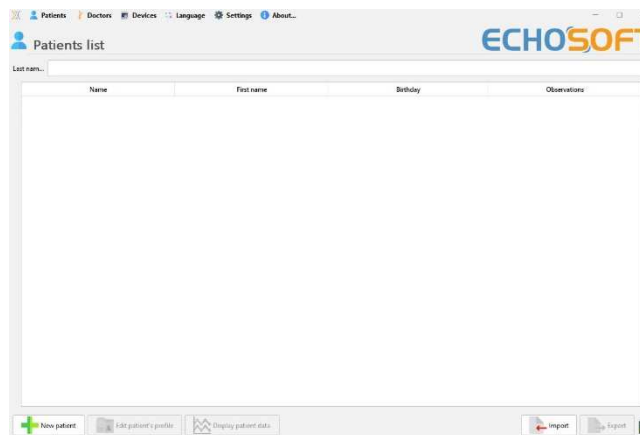 Patients Doctors Devices Language Settings About...
Patients list
ECHOSOFT
Last nam...
Name First name Birthday Observations
New patient Edit patient's profile Display patient data Import Export